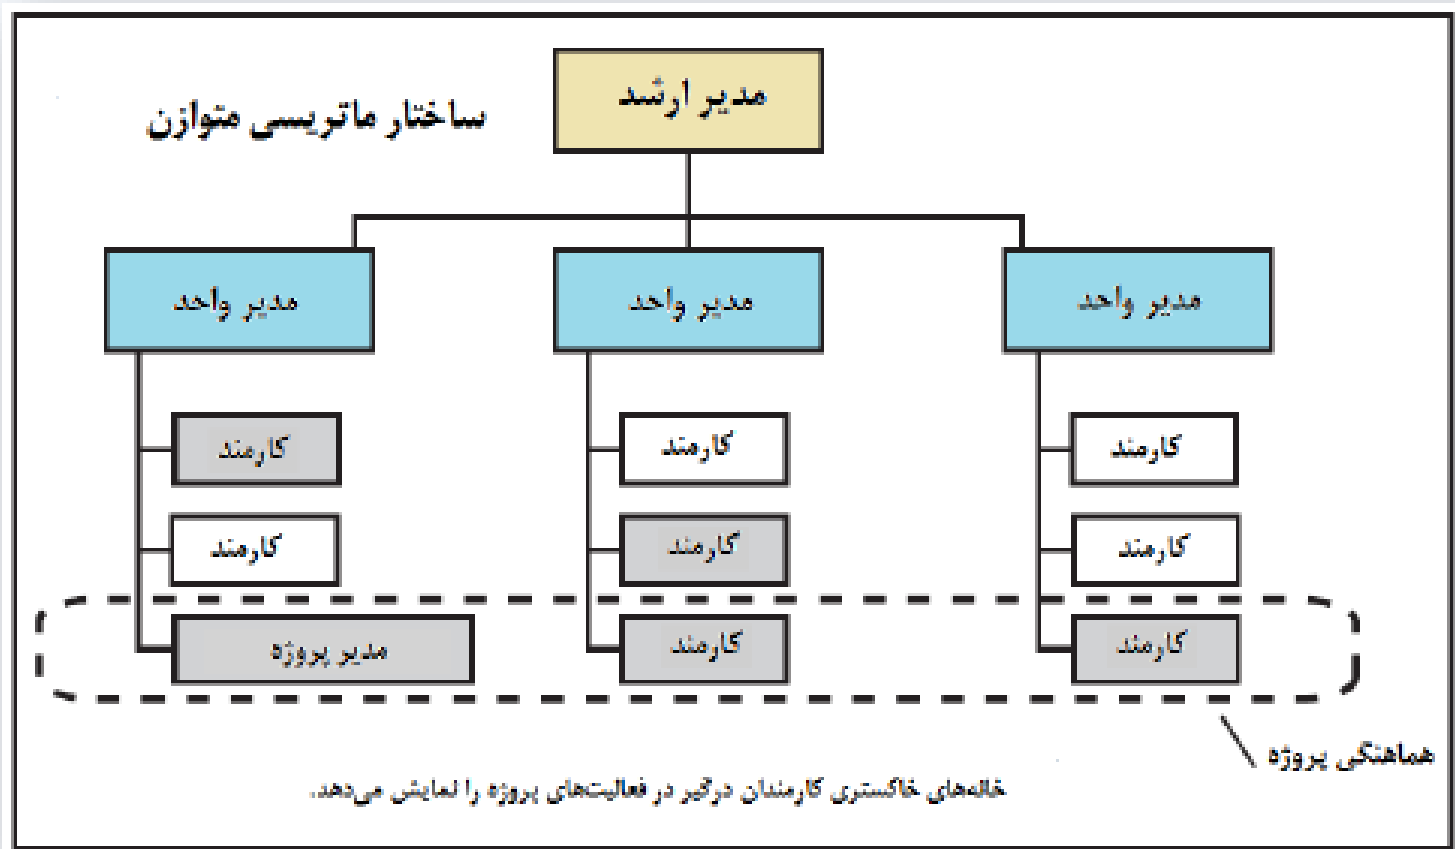 ساختار ماتریسی متوازن
مدیر ارشد
مدیر واحد
مدیر واحد
مدیر واحد
کارمند
کارمند
کارمند
کارمند
کارمند
کارمند
کارمند
کارمند
مدیر پروژه
هماهنگی پروژه
خانه‌های خاکستری کارمندان درگیر در فعالیت‌های پروژه را نمایش می‌دهد.